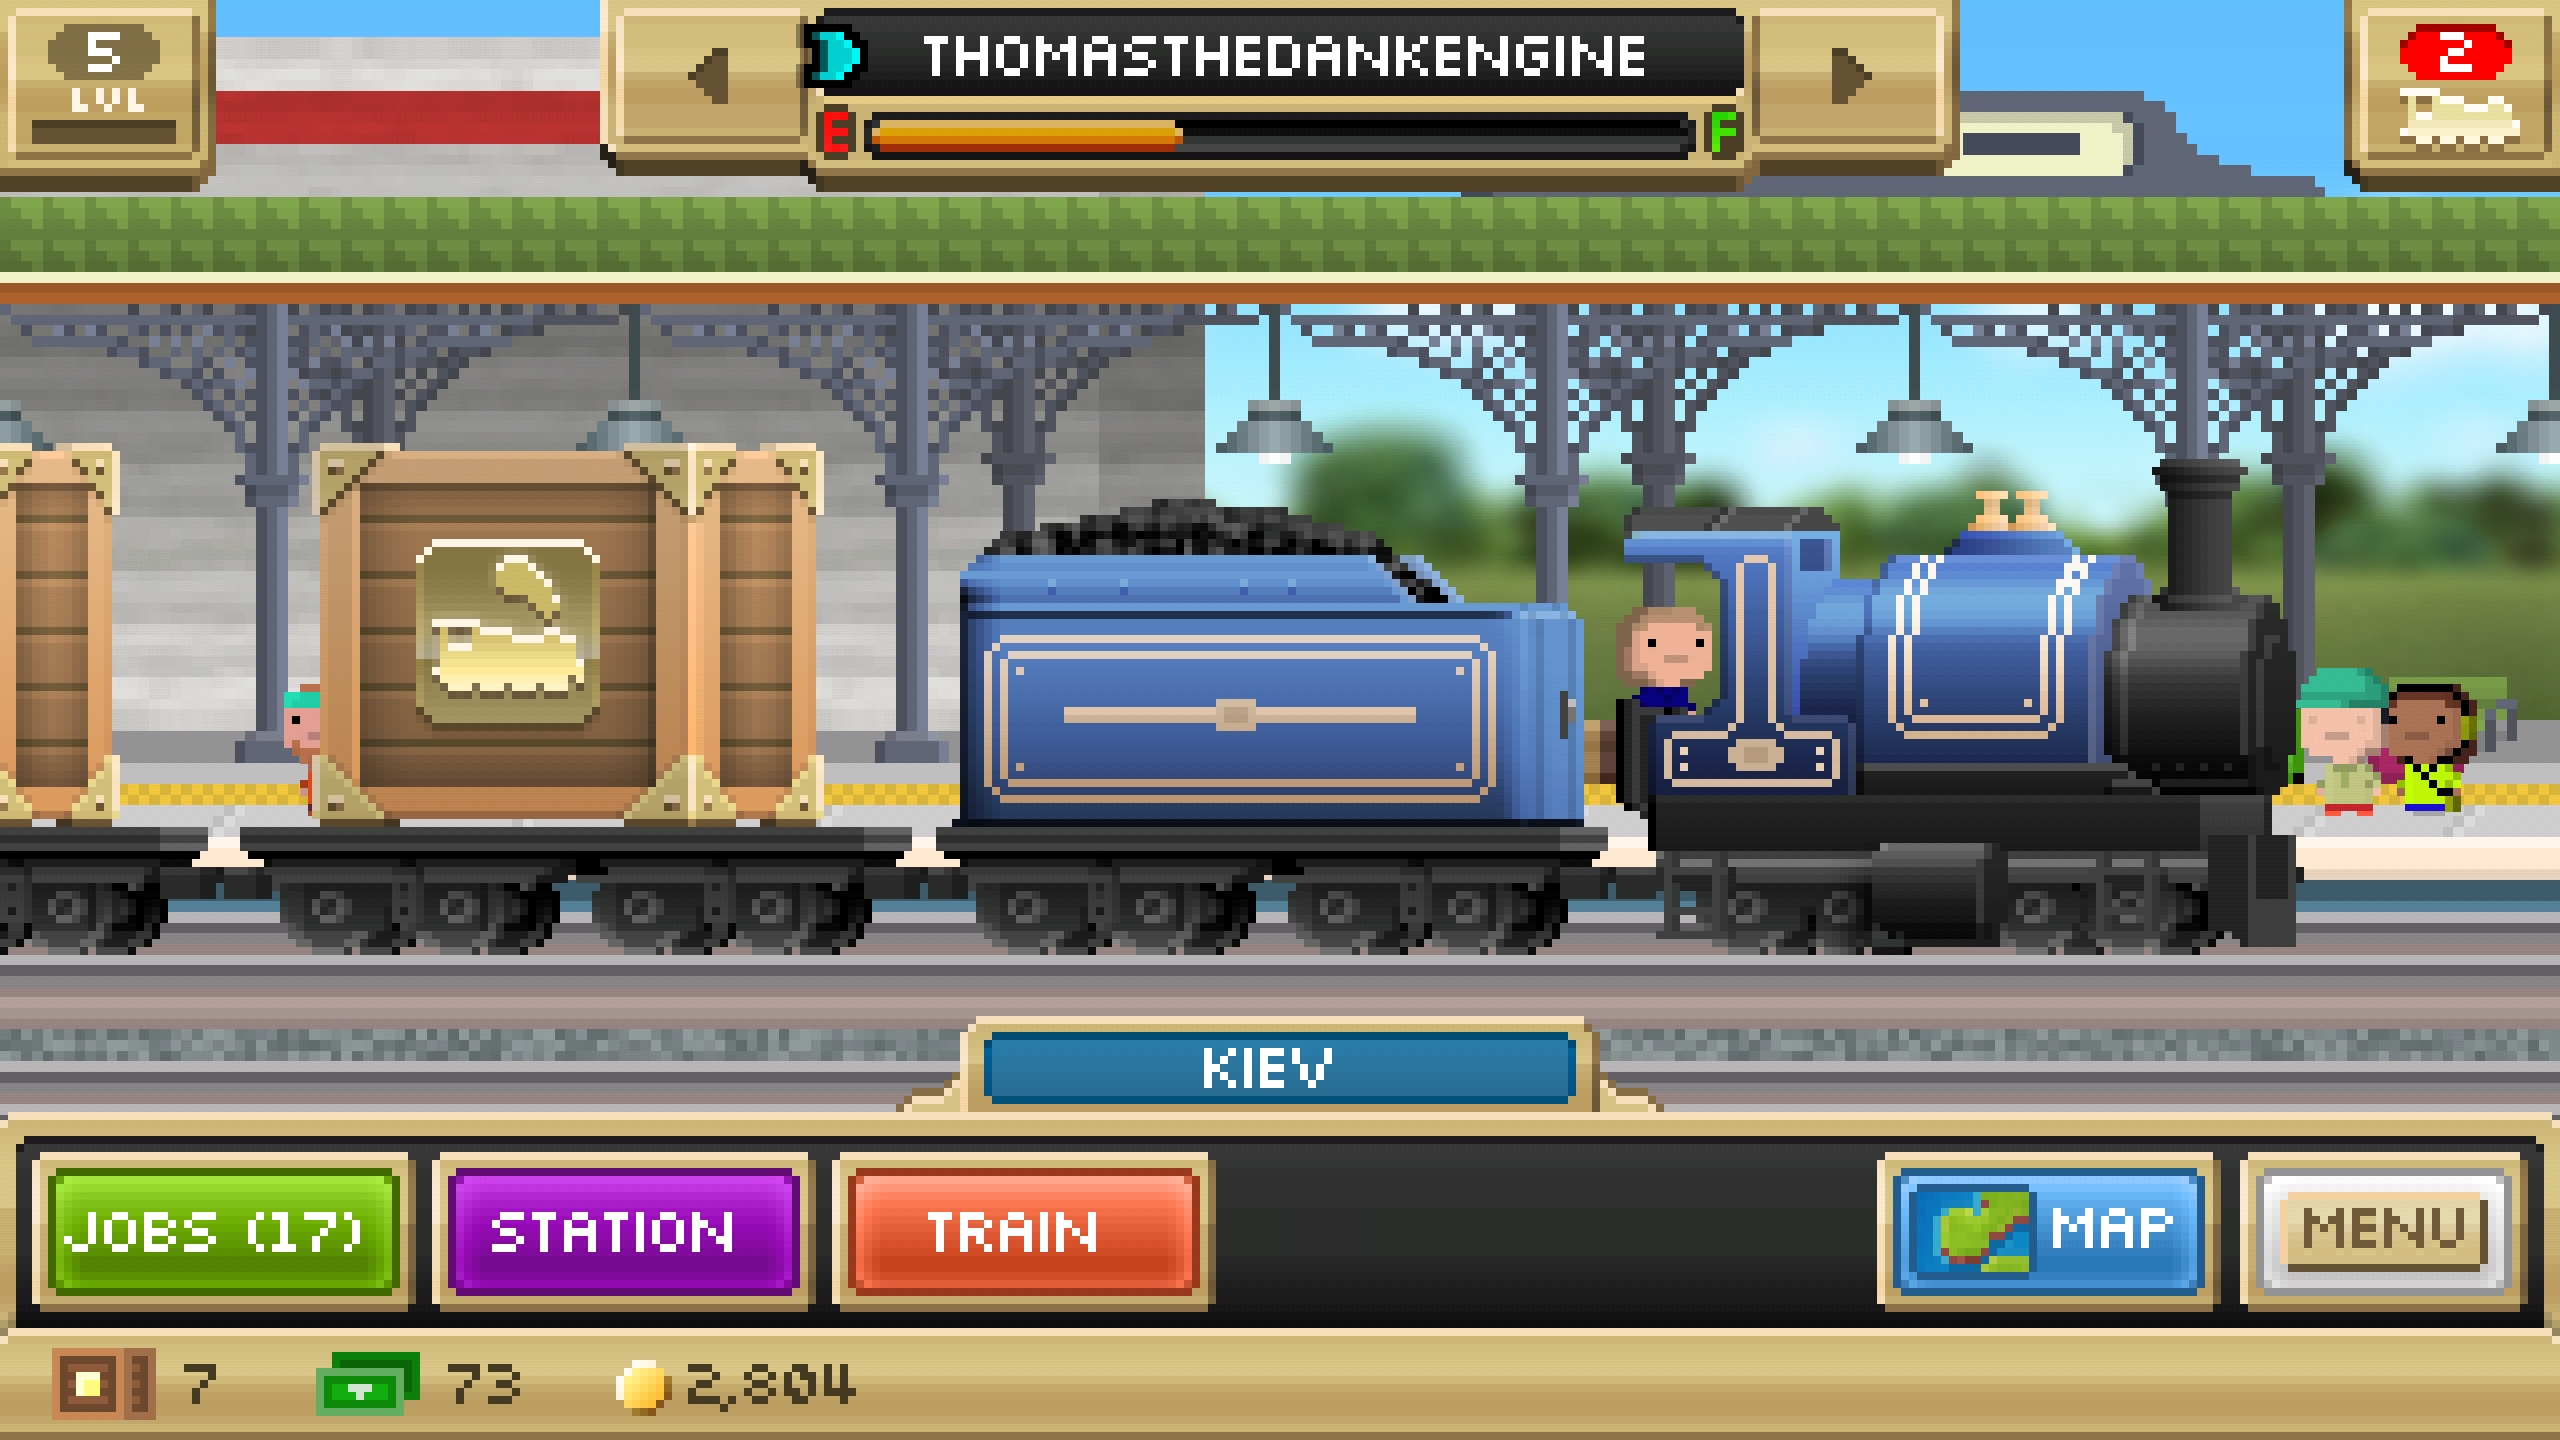 5
LVL
THOMASTHEDANKENGINE
E F
2
KIEV
JOBS (17) STATION TRAIN MAP MENU
7 73 2,804